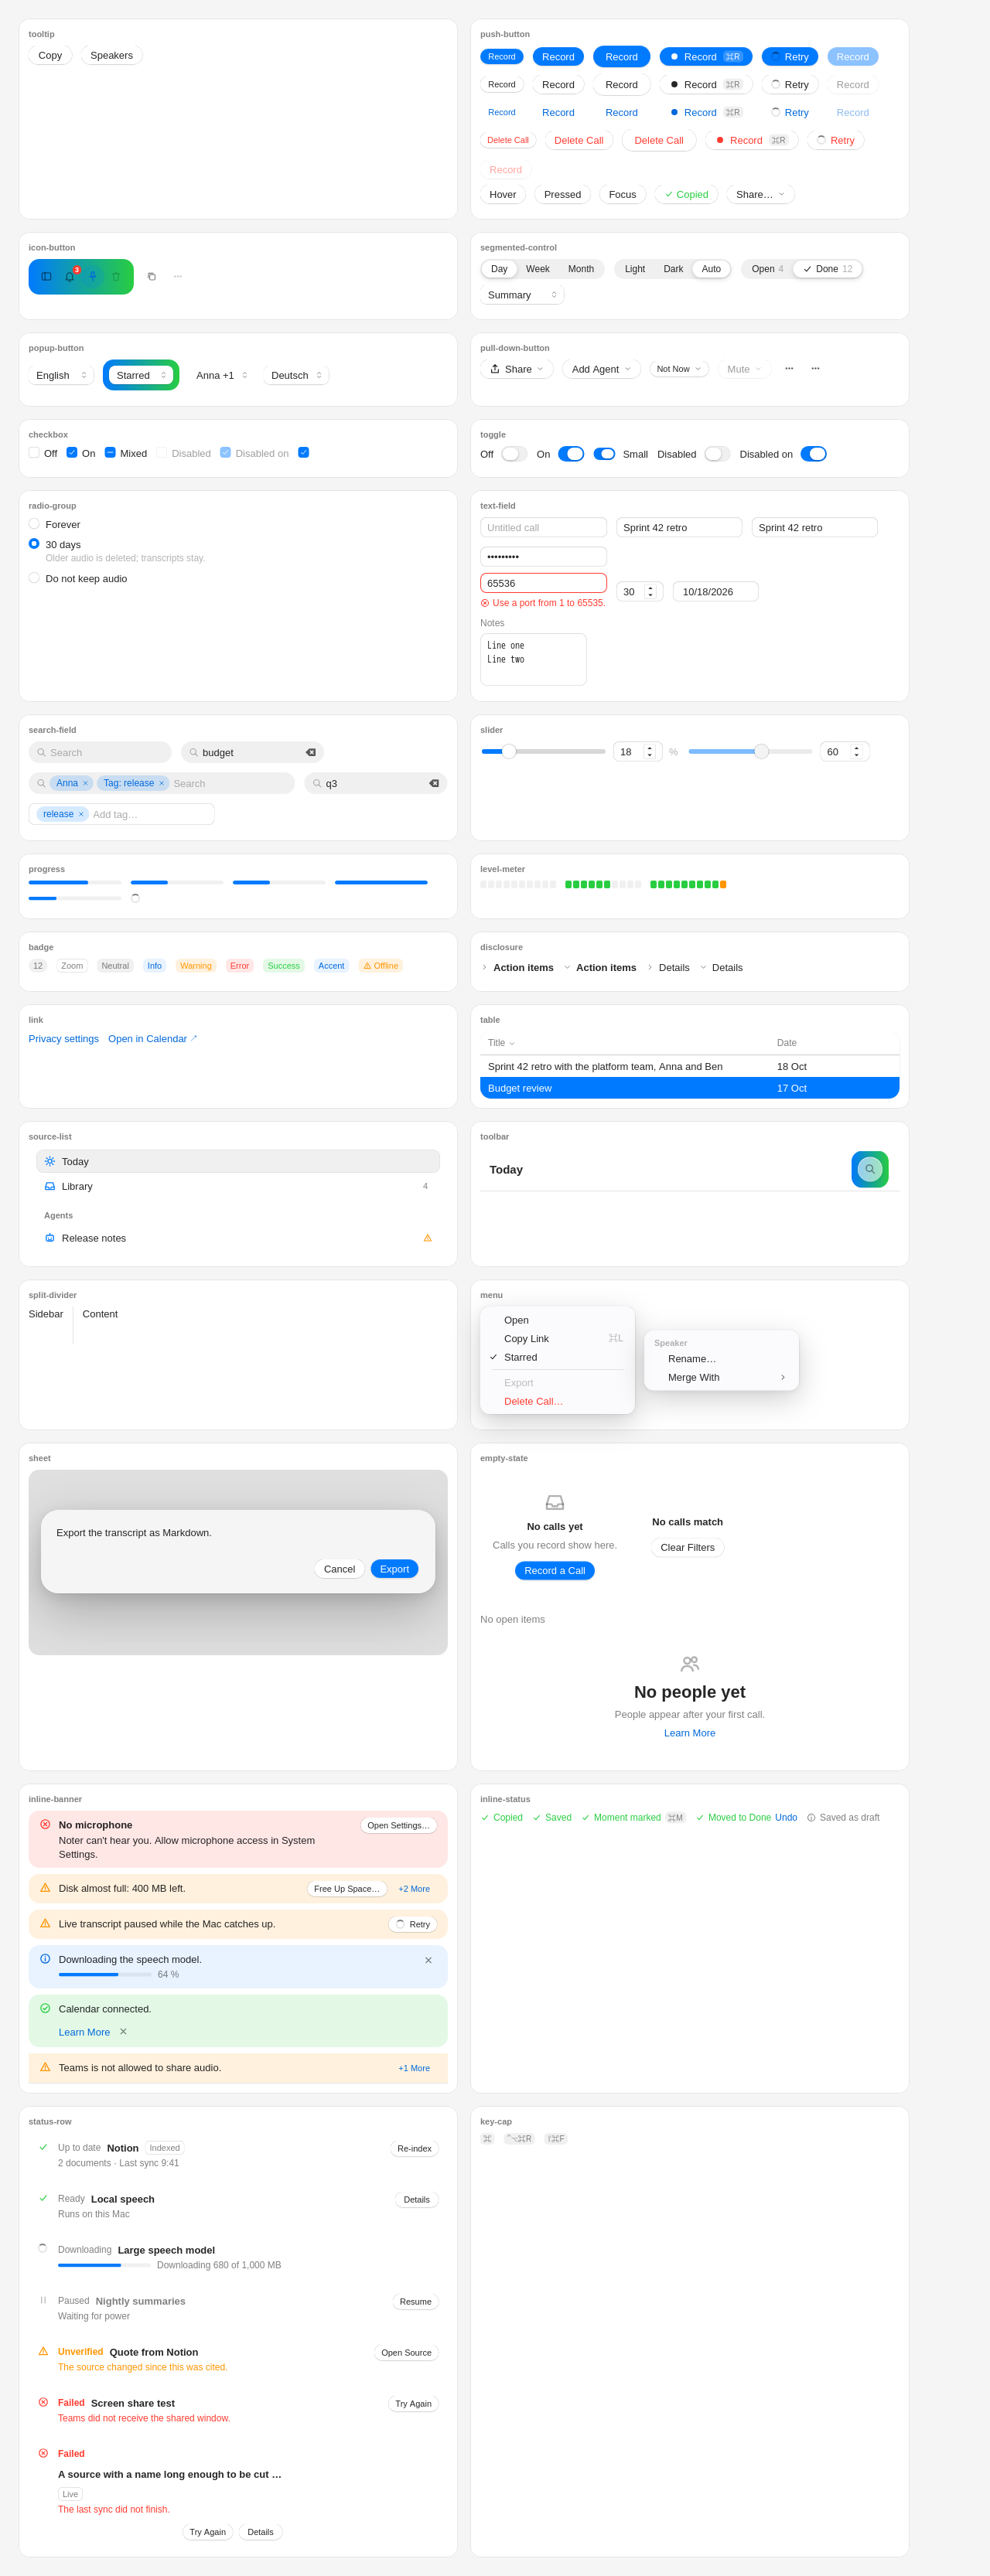 tooltip
Copy Speakers
push-button
Record Record Record Record ⌘R Retry Record
Record Record Record Record ⌘R Retry Record
Record Record Record Record ⌘R Retry Record
Delete Call Delete Call Delete Call Record ⌘R Retry
Record
Hover Pressed Focus Copied Share…
icon-button
3
segmented-control
Day Week Month Light Dark Auto Open 4 Done 12
Summary
popup-button
English Starred Anna +1 Deutsch
pull-down-button
Share Add Agent Not Now Mute
checkbox
Off On Mixed Disabled Disabled on
toggle
Off On Small Disabled Disabled on
radio-group
Forever
30 days
Older audio is deleted; transcripts stay.
Do not keep audio
text-field
Untitled call Sprint 42 retro Sprint 42 retro
•••••••••
65536 30 10/18/2026
Use a port from 1 to 65535.
Notes
Line one
Line two
search-field
Search budget
Anna Tag: release Search q3
release Add tag…
slider
18 % 60
progress
level-meter
badge
12 Zoom Neutral Info Warning Error Success Accent Offline
disclosure
Action items Action items Details Details
link
Privacy settings Open in Calendar
table
Title Date
Sprint 42 retro with the platform team, Anna and Ben 18 Oct
Budget review 17 Oct
source-list
Today
Library 4
Agents
Release notes
toolbar
Today
split-divider
Sidebar Content
menu
Open
Copy Link ⌘L
Starred
Export
Delete Call…
Speaker
Rename…
Merge With
sheet
Export the transcript as Markdown.
Cancel Export
empty-state
No calls yet
Calls you record show here.
Record a Call
No calls match
Clear Filters
No open items
No people yet
People appear after your first call.
Learn More
inline-banner
No microphone
Noter can't hear you. Allow microphone access in System
Settings.
Open Settings…
Disk almost full: 400 MB left. Free Up Space… +2 More
Live transcript paused while the Mac catches up. Retry
Downloading the speech model.
64 %
Calendar connected.
Learn More
Teams is not allowed to share audio. +1 More
inline-status
Copied Saved Moment marked ⌘M Moved to Done Undo Saved as draft
status-row
Up to date Notion Indexed Re-index
2 documents · Last sync 9:41
Ready Local speech Details
Runs on this Mac
Downloading Large speech model
Downloading 680 of 1,000 MB
Paused Nightly summaries Resume
Waiting for power
Unverified Quote from Notion Open Source
The source changed since this was cited.
Failed Screen share test Try Again
Teams did not receive the shared window.
Failed
A source with a name long enough to be cut …
Live
The last sync did not finish.
Try Again Details
key-cap
⌘ ⌃⌥⌘R ⇧⌘F